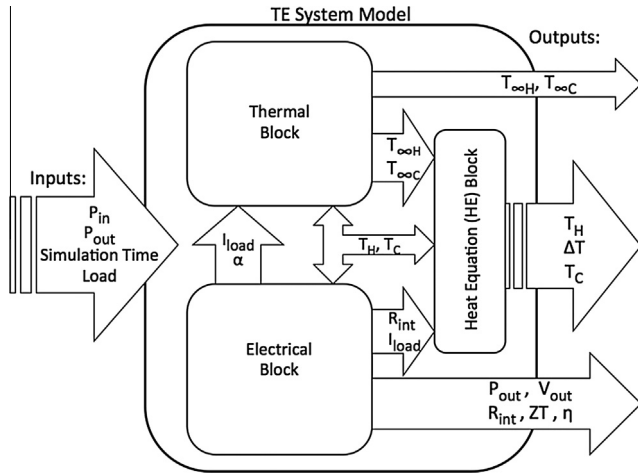 TE System Model
Outputs:
T∞H, T∞C
Thermal
Block
T∞H
T∞C
Inputs:
Pin
Pout
Simulation Time
Load
Iload
α
TH, TC
Heat Equation (HE) Block
TH
ΔT
TC
Rint
Iload
Electrical
Block
Pout , Vout
Rint , ZT , η